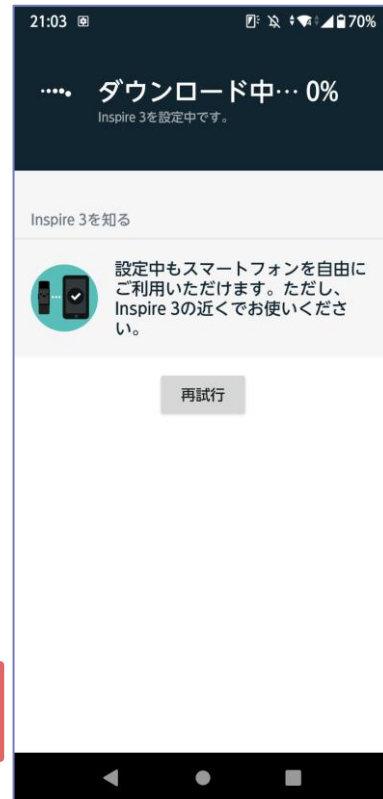 21:03 70%
ダウンロード中… 0%
Inspire 3を設定中です。
Inspire 3を知る
設定中もスマートフォンを自由に
ご利用いただけます。ただし、
Inspire 3の近くでお使いくださ
い。
再試行